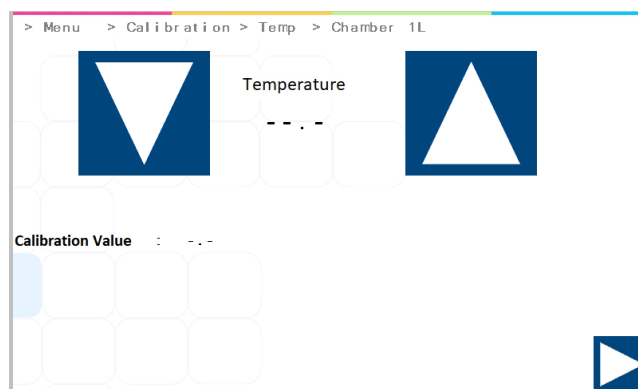 > Menu > Calibration > Temp > Chamber 1L
Temperature
--.-
Calibration Value : -.-